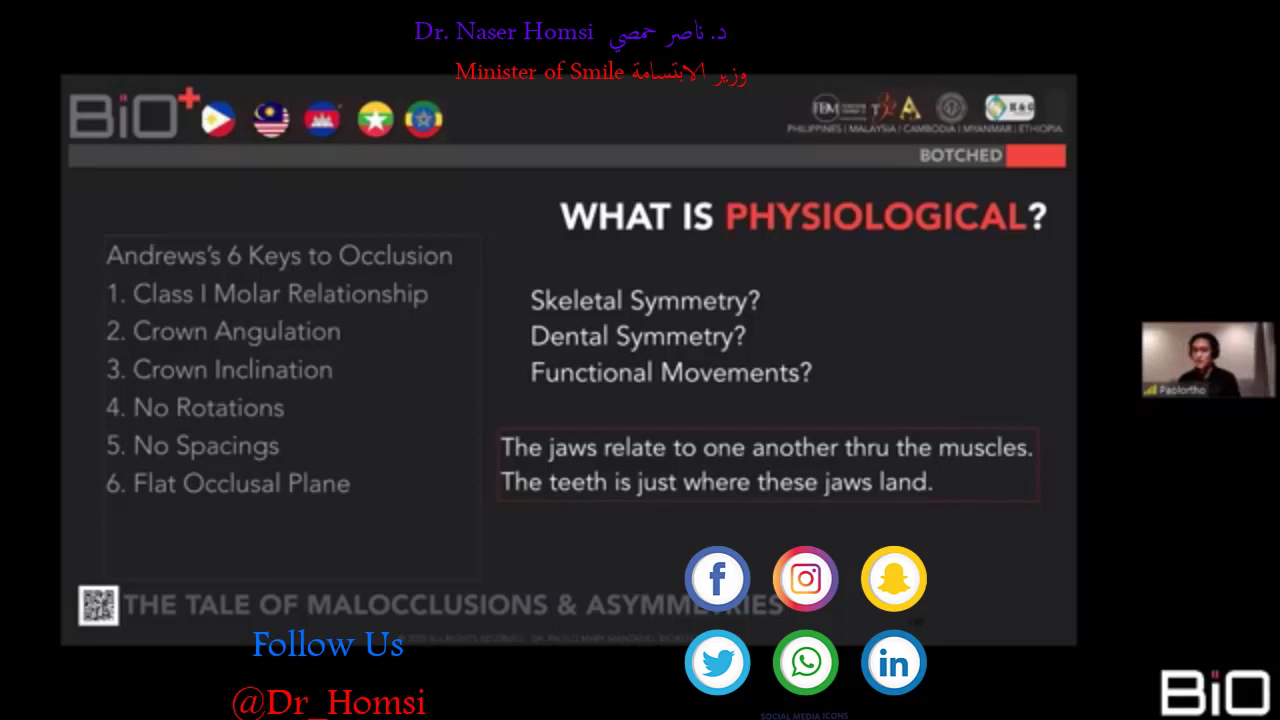 Dr. Naser Homsi د. ناصر حمصي
Minister of Smile وزير الابتسامة
BiO+
PHILIPPINES | MALAYSIA | CAMBODIA | MYANMAR | ETHIOPIA
BOTCHED
WHAT IS PHYSIOLOGICAL?
Andrews's 6 Keys to Occlusion
1. Class I Molar Relationship
2. Crown Angulation
3. Crown Inclination
4. No Rotations
5. No Spacings
6. Flat Occlusal Plane
Skeletal Symmetry?
Dental Symmetry?
Functional Movements?
The jaws relate to one another thru the muscles.
The teeth is just where these jaws land.
Paolortho
THE TALE OF MALOCCLUSIONS & ASYMMETRIES
Follow Us
@Dr_Homsi
SOCIAL MEDIA ICONS
BiO